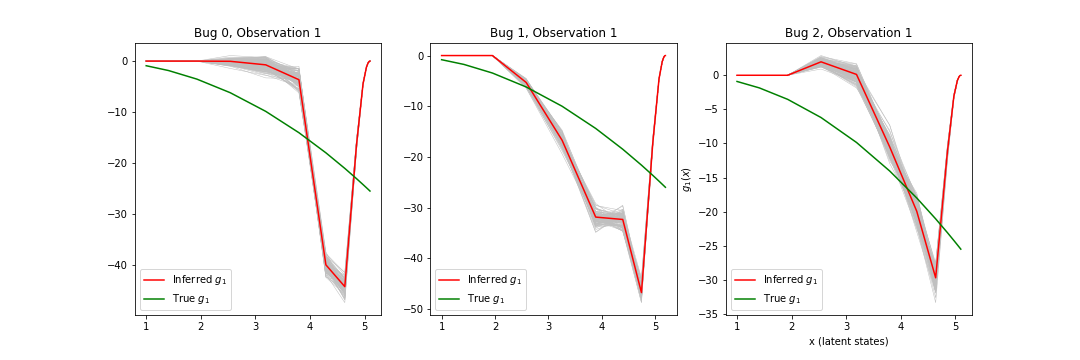 Bug 0, Observation 1
0
−10
−20
−30
−40
1 2 3 4 5
Inferred g₁
True g₁
Bug 1, Observation 1
0
−10
−20
−30
−40
−50
1 2 3 4 5
Inferred g₁
True g₁
Bug 2, Observation 1
g₁(x)
0
−5
−10
−15
−20
−25
−30
−35
1 2 3 4 5
x (latent states)
Inferred g₁
True g₁